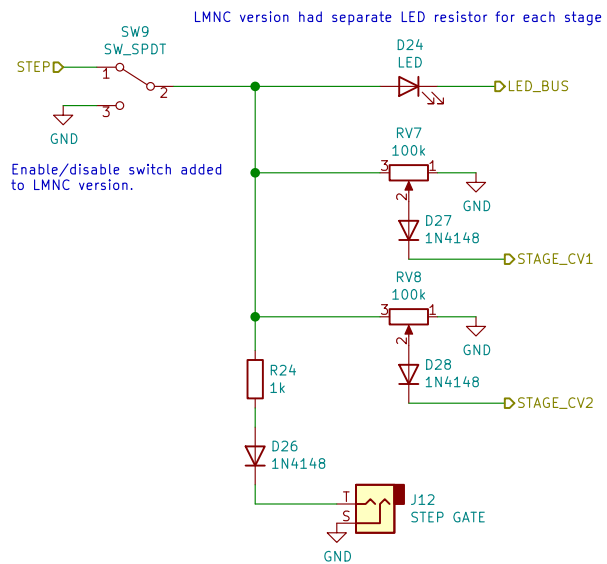 LMNC version had separate LED resistor for each stage
SW9
SW_SPDT
D24
LED
STEP
1
2
3
LED_BUS
GND
RV7
100k
3
1
Enable/disable switch added
to LMNC version.
2
GND
D27
1N4148
STAGE_CV1
RV8
100k
3
1
2
GND
R24
1k
D28
1N4148
STAGE_CV2
D26
1N4148
T
J12
S
STEP GATE
GND